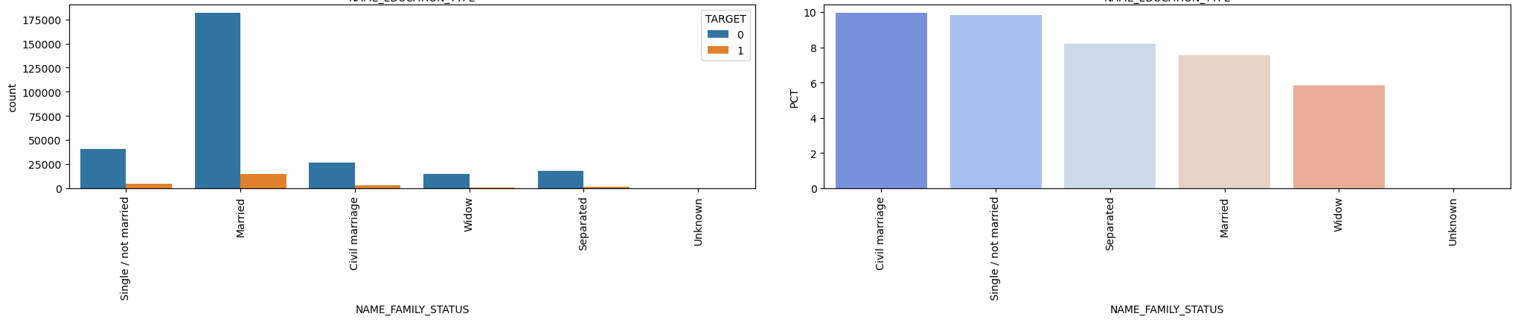 NAME_EDUCATION_TYPE
175000
150000
125000
100000
75000
50000
25000
0
count
TARGET
0
1
Single / not married
Married
Civil marriage
Widow
Separated
Unknown
NAME_FAMILY_STATUS
NAME_EDUCATION_TYPE
10
8
6
4
2
0
PCT
Civil marriage
Single / not married
Separated
Married
Widow
Unknown
NAME_FAMILY_STATUS